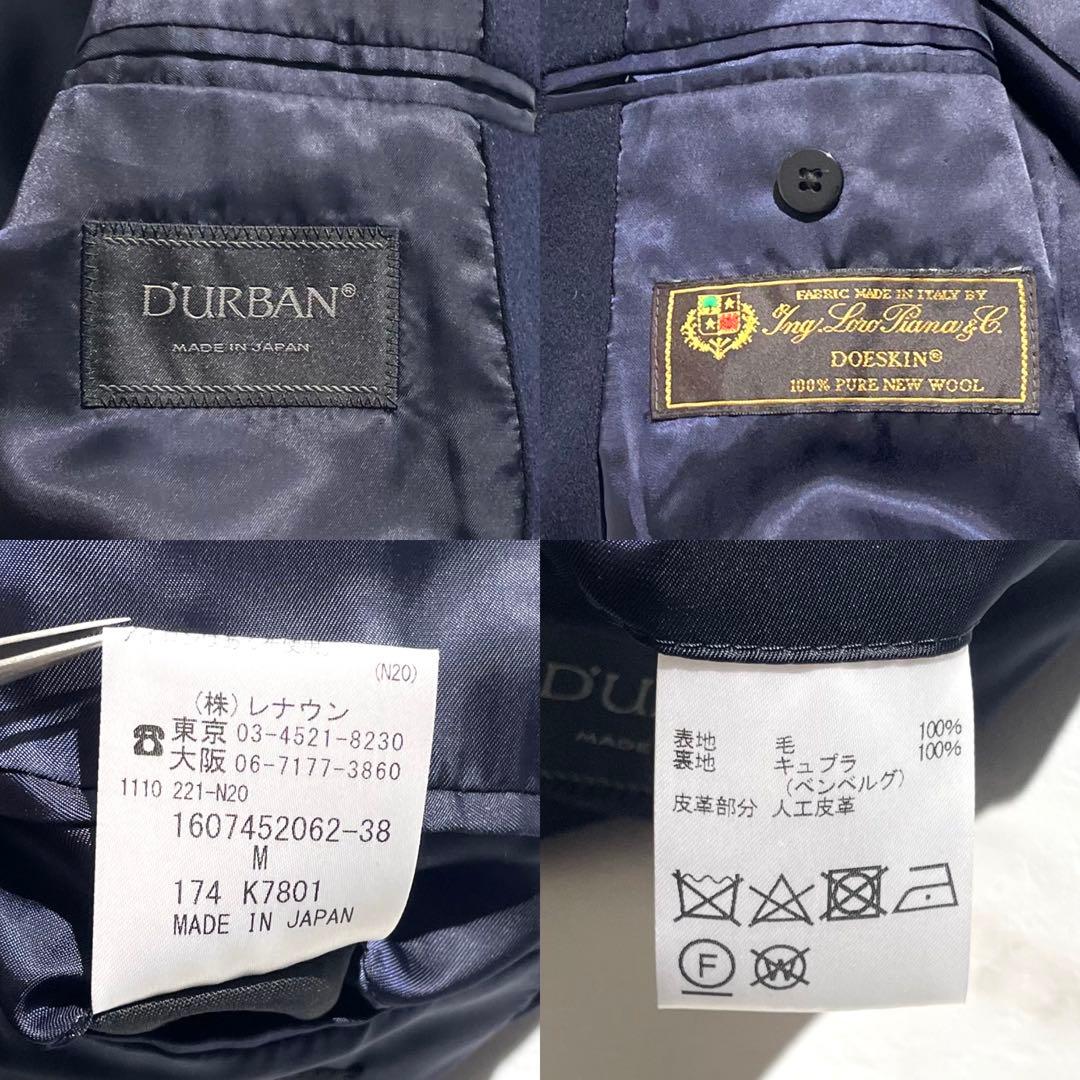 D'URBAN®
MADE IN JAPAN
FABRIC MADE IN ITALY BY
Ing. Loro Piana & C.
DOESKIN®
100% PURE NEW WOOL
(N20)
(株)レナウン
☎東京 03-4521-8230
大阪 06-7177-3860
1110 221-N20
1607452062-38
M
174 K7801
MADE IN JAPAN
D'U
MADE
表地 毛 100%
裏地 キュプラ 100%
(ベンベルグ)
皮革部分 人工皮革
F W